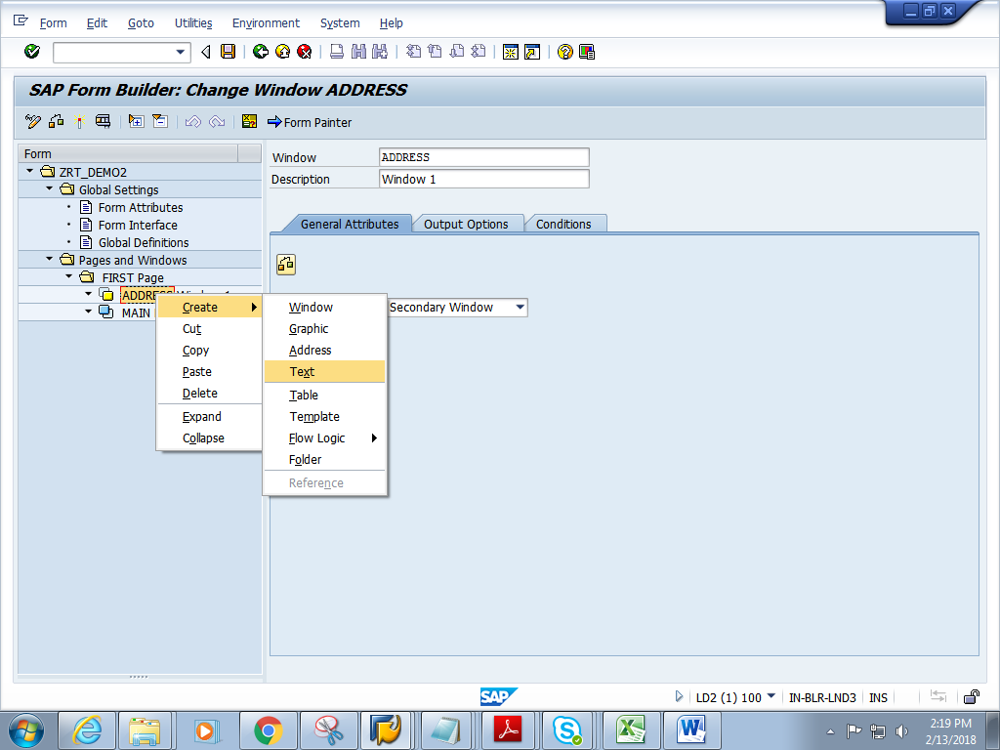 Form Edit Goto Utilities Environment System Help
SAP Form Builder: Change Window ADDRESS
Form Painter
Form
ZRT_DEMO2
Global Settings
Form Attributes
Form Interface
Global Definitions
Pages and Windows
FIRST Page
ADDRESS Window 1
MAIN
Window ADDRESS
Description Window 1
General Attributes Output Options Conditions
Secondary Window
Create
Cut
Copy
Paste
Delete
Expand
Collapse
Window
Graphic
Address
Text
Table
Template
Flow Logic
Folder
Reference
SAP
LD2 (1) 100 IN-BLR-LND3 INS
2:19 PM
2/13/2018